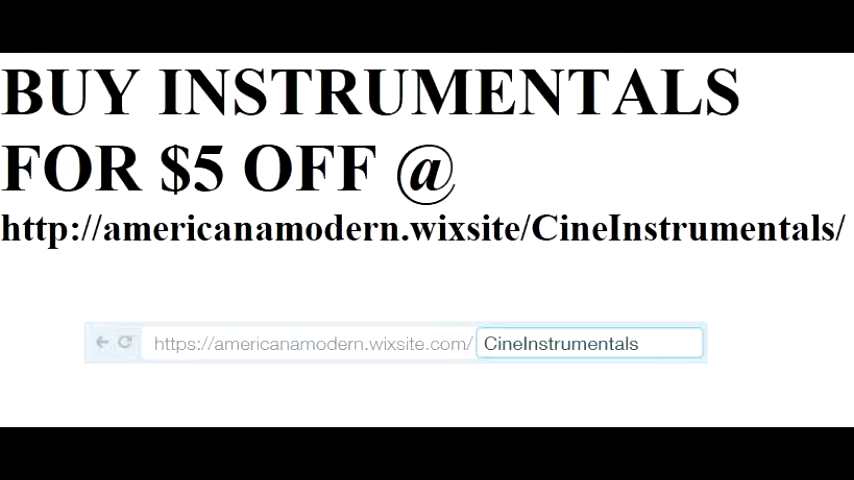 BUY INSTRUMENTALS
FOR $5 OFF @
http://americanamodern.wixsite/CineInstrumentals/
https://americanamodern.wixsite.com/ CineInstrumentals